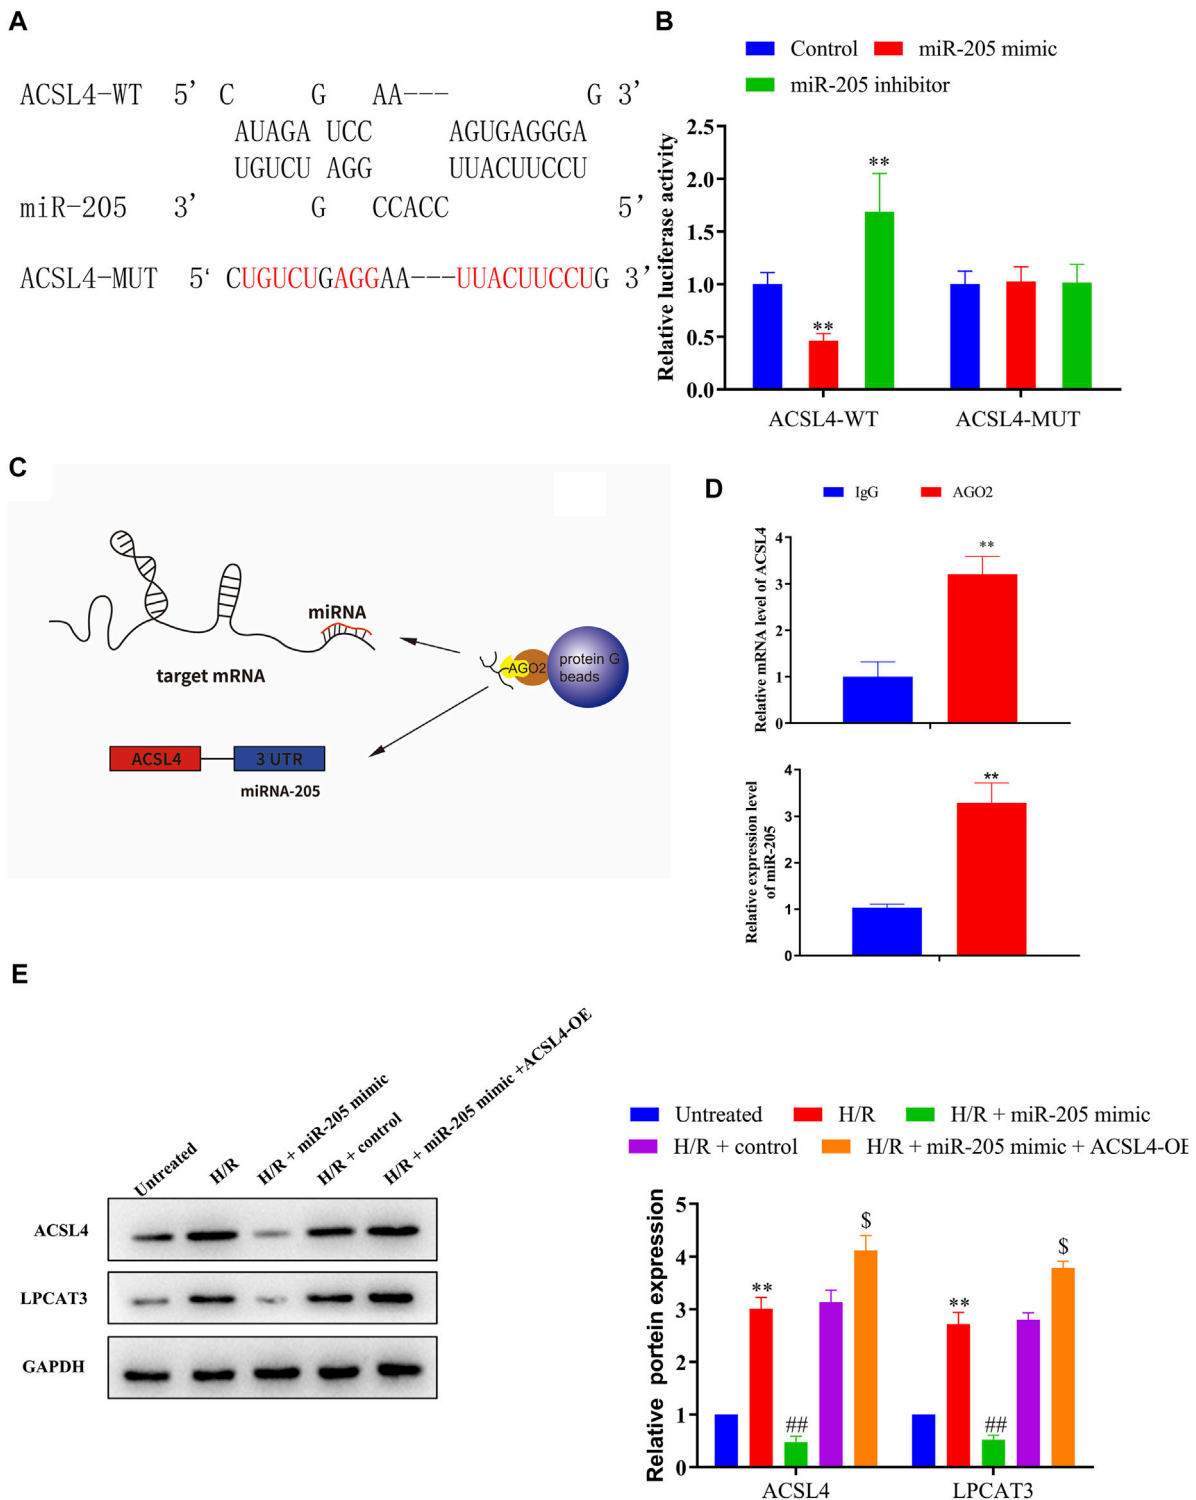 A
ACSL4-WT 5' C G AA--- G 3'
AUAGA UCC AGUGAGGGA
UGUCU AGG UUACUUCCU
miR-205 3' G CCACC 5'
ACSL4-MUT 5‘ CUGUCUGAGGAA---UUACUUCCUG 3'
B
Control miR-205 mimic
miR-205 inhibitor
Relative luciferase activity
2.5
2.0
1.5
1.0
0.5
0.0
**
**
ACSL4-WT ACSL4-MUT
C
miRNA
target mRNA
AGO2
protein G
beads
ACSL4 3'UTR
miRNA-205
D
IgG AGO2
Relative mRNA level of ACSL4
4
3
2
1
0
**
Relative expression level
of miR-205
4
3
2
1
0
**
E
Untreated
H/R
H/R + miR-205 mimic
H/R + control
H/R + miR-205 mimic +ACSL4-OE
ACSL4
LPCAT3
GAPDH
Untreated H/R H/R + miR-205 mimic
H/R + control H/R + miR-205 mimic + ACSL4-OE
Relative portein expression
5
4
3
2
1
0
** ## $
** ## $
ACSL4 LPCAT3